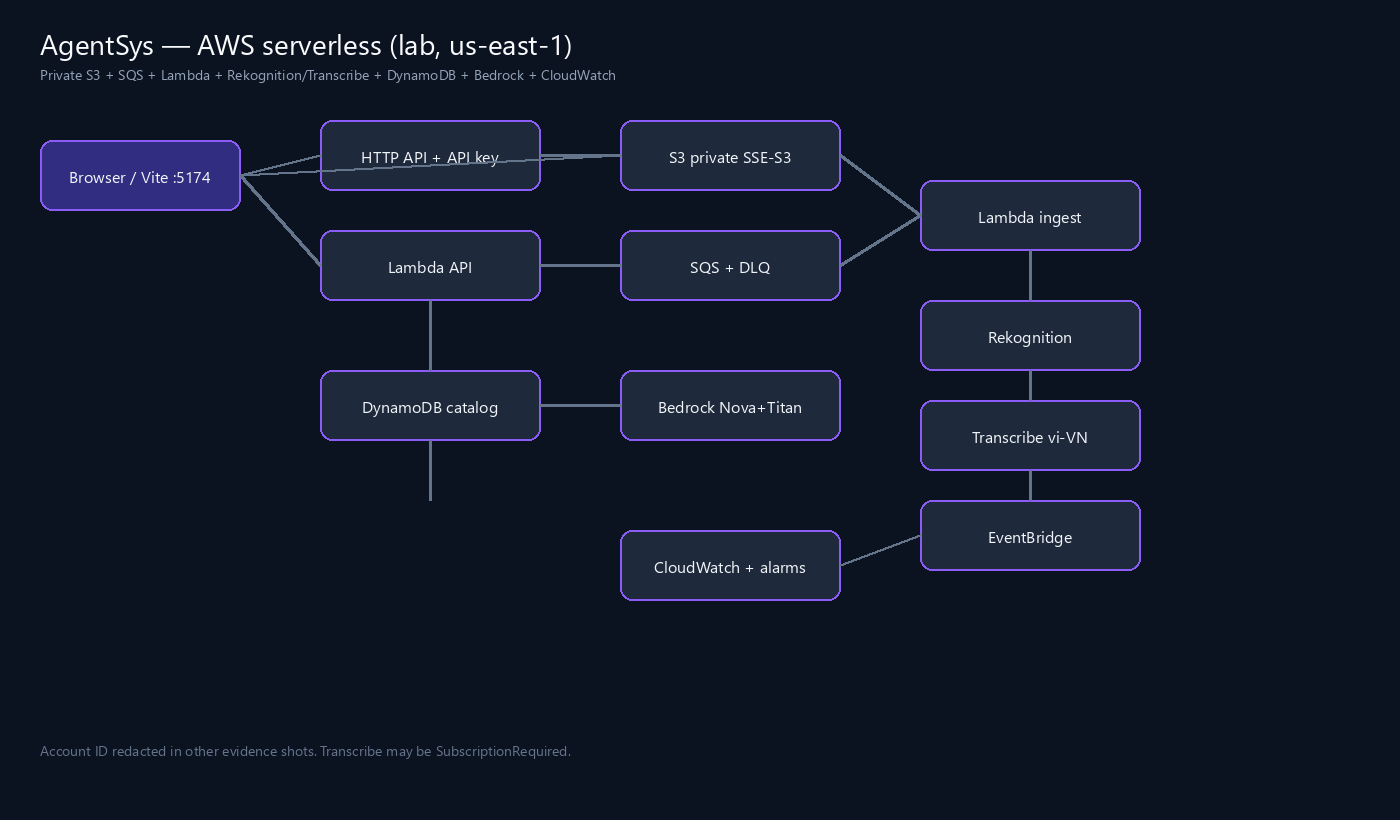 AgentSys — AWS serverless (lab, us-east-1)
Private S3 + SQS + Lambda + Rekognition/Transcribe + DynamoDB + Bedrock + CloudWatch
Browser / Vite :5174
HTTP API + API key
S3 private SSE-S3
Lambda ingest
Lambda API
SQS + DLQ
Rekognition
DynamoDB catalog
Bedrock Nova+Titan
Transcribe vi-VN
EventBridge
CloudWatch + alarms
Account ID redacted in other evidence shots. Transcribe may be SubscriptionRequired.